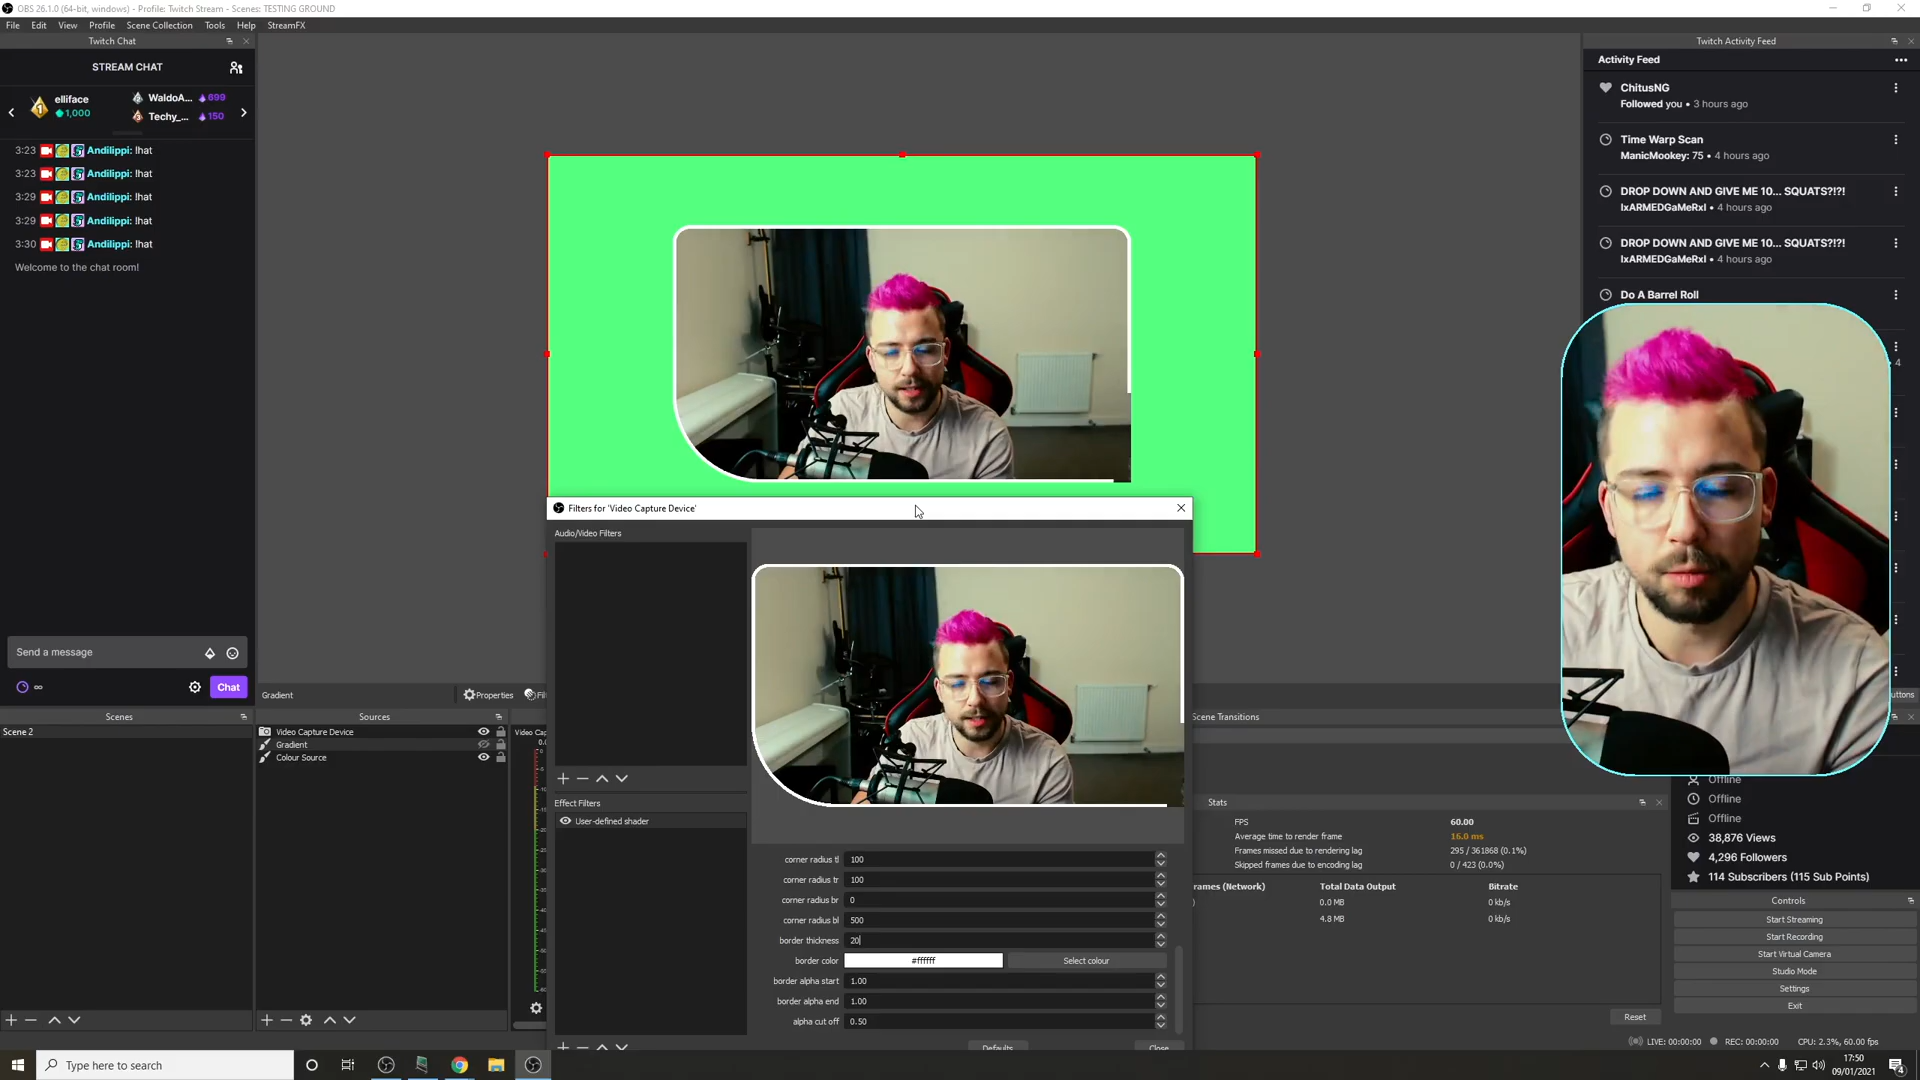 OBS 26.1.0 (64-bit, windows) - Profile: Twitch Stream - Scenes: TESTING GROUND
File Edit View Profile Scene Collection Tools Help StreamFX
Twitch Chat
STREAM CHAT
1 elliface
1,000
2 WaldoA... 699
3 Techy_... 150
3:23 Andilippi: !hat
3:23 Andilippi: !hat
3:29 Andilippi: !hat
3:29 Andilippi: !hat
3:30 Andilippi: !hat
Welcome to the chat room!
Send a message
∞
Chat
Twitch Activity Feed
Activity Feed
ChitusNG
Followed you • 3 hours ago
Time Warp Scan
ManicMookey: 75 • 4 hours ago
DROP DOWN AND GIVE ME 10... SQUATS?!?!
IxARMEDGaMeRxI • 4 hours ago
DROP DOWN AND GIVE ME 10... SQUATS?!?!
IxARMEDGaMeRxI • 4 hours ago
Do A Barrel Roll
4
Filters for 'Video Capture Device'
Audio/Video Filters
Effect Filters
User-defined shader
corner radius tl 100
corner radius tr 100
corner radius br 0
corner radius bl 500
border thickness 20
border color #ffffff Select colour
border alpha start 1.00
border alpha end 1.00
alpha cut off 0.50
Defaults Close
Gradient Properties Fil
Scenes
Scene 2
Sources
Video Capture Device
Gradient
Colour Source
Video Cap
0.
Scene Transitions
uttons
Stats
FPS 60.00
Average time to render frame 16.0 ms
Frames missed due to rendering lag 295 / 361868 (0.1%)
Skipped frames due to encoding lag 0 / 423 (0.0%)
rames (Network) Total Data Output Bitrate
) 0.0 MB 0 kb/s
4.8 MB 0 kb/s
Reset
Offline
Offline
Offline
38,876 Views
4,296 Followers
114 Subscribers (115 Sub Points)
Controls
Start Streaming
Start Recording
Start Virtual Camera
Studio Mode
Settings
Exit
LIVE: 00:00:00 REC: 00:00:00 CPU: 2.3%, 60.00 fps
Type here to search
17:50
09/01/2021
4